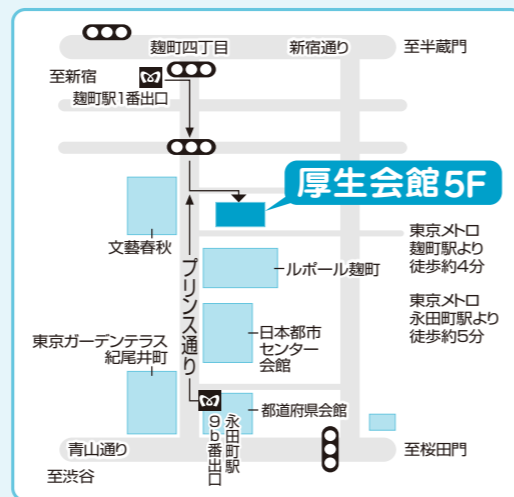 麹町四丁目
新宿通り
至半蔵門
至新宿
麹町駅1番出口
厚生会館5F
文藝春秋
プリンス通り
ルポール麹町
東京メトロ
麹町駅より
徒歩約4分
東京メトロ
永田町駅より
徒歩約5分
日本都市
センター
会館
東京ガーデンテラス
紀尾井町
都道府県会館
永田町駅
9b番出口
青山通り
至渋谷
至桜田門